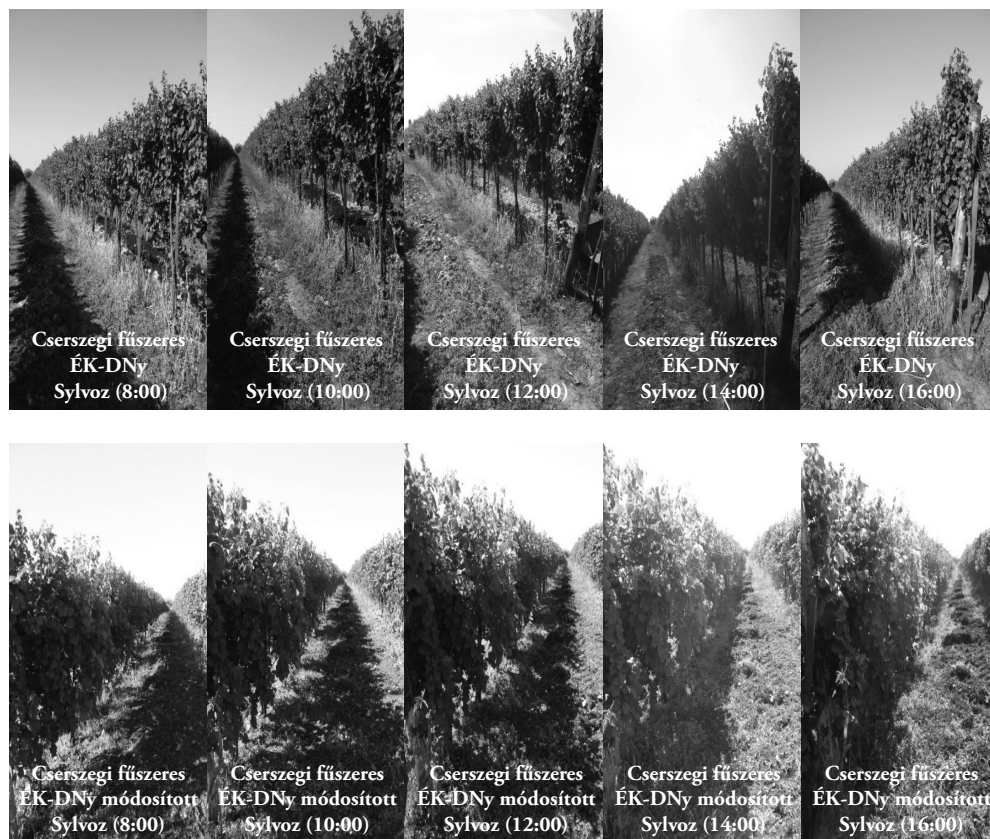 Cserszegi fűszeres
ÉK-DNy
Sylvoz (8:00)
Cserszegi fűszeres
ÉK-DNy
Sylvoz (10:00)
Cserszegi fűszeres
ÉK-DNy
Sylvoz (12:00)
Cserszegi fűszeres
ÉK-DNy
Sylvoz (14:00)
Cserszegi fűszeres
ÉK-DNy
Sylvoz (16:00)
Cserszegi fűszeres
ÉK-DNy módosított
Sylvoz (8:00)
Cserszegi fűszeres
ÉK-DNy módosított
Sylvoz (10:00)
Cserszegi fűszeres
ÉK-DNy módosított
Sylvoz (12:00)
Cserszegi fűszeres
ÉK-DNy módosított
Sylvoz (14:00)
Cserszegi fűszeres
ÉK-DNy módosított
Sylvoz (16:00)